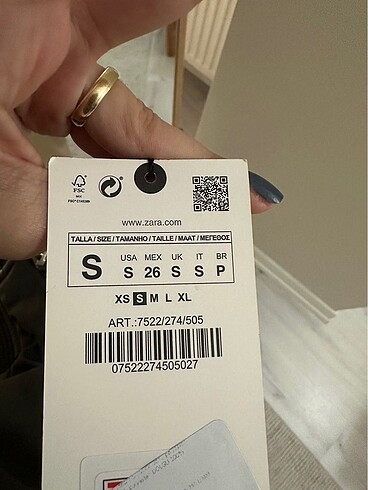 FSC
www.zara.com
TALLA / SIZE / TAMANHO / TAILLE / MAAT / ΜΕΓΕΘΟΣ
S
USA MEX UK IT BR
S 26 S S P
XS S M L XL
ART.:7522/274/505
07522274505027